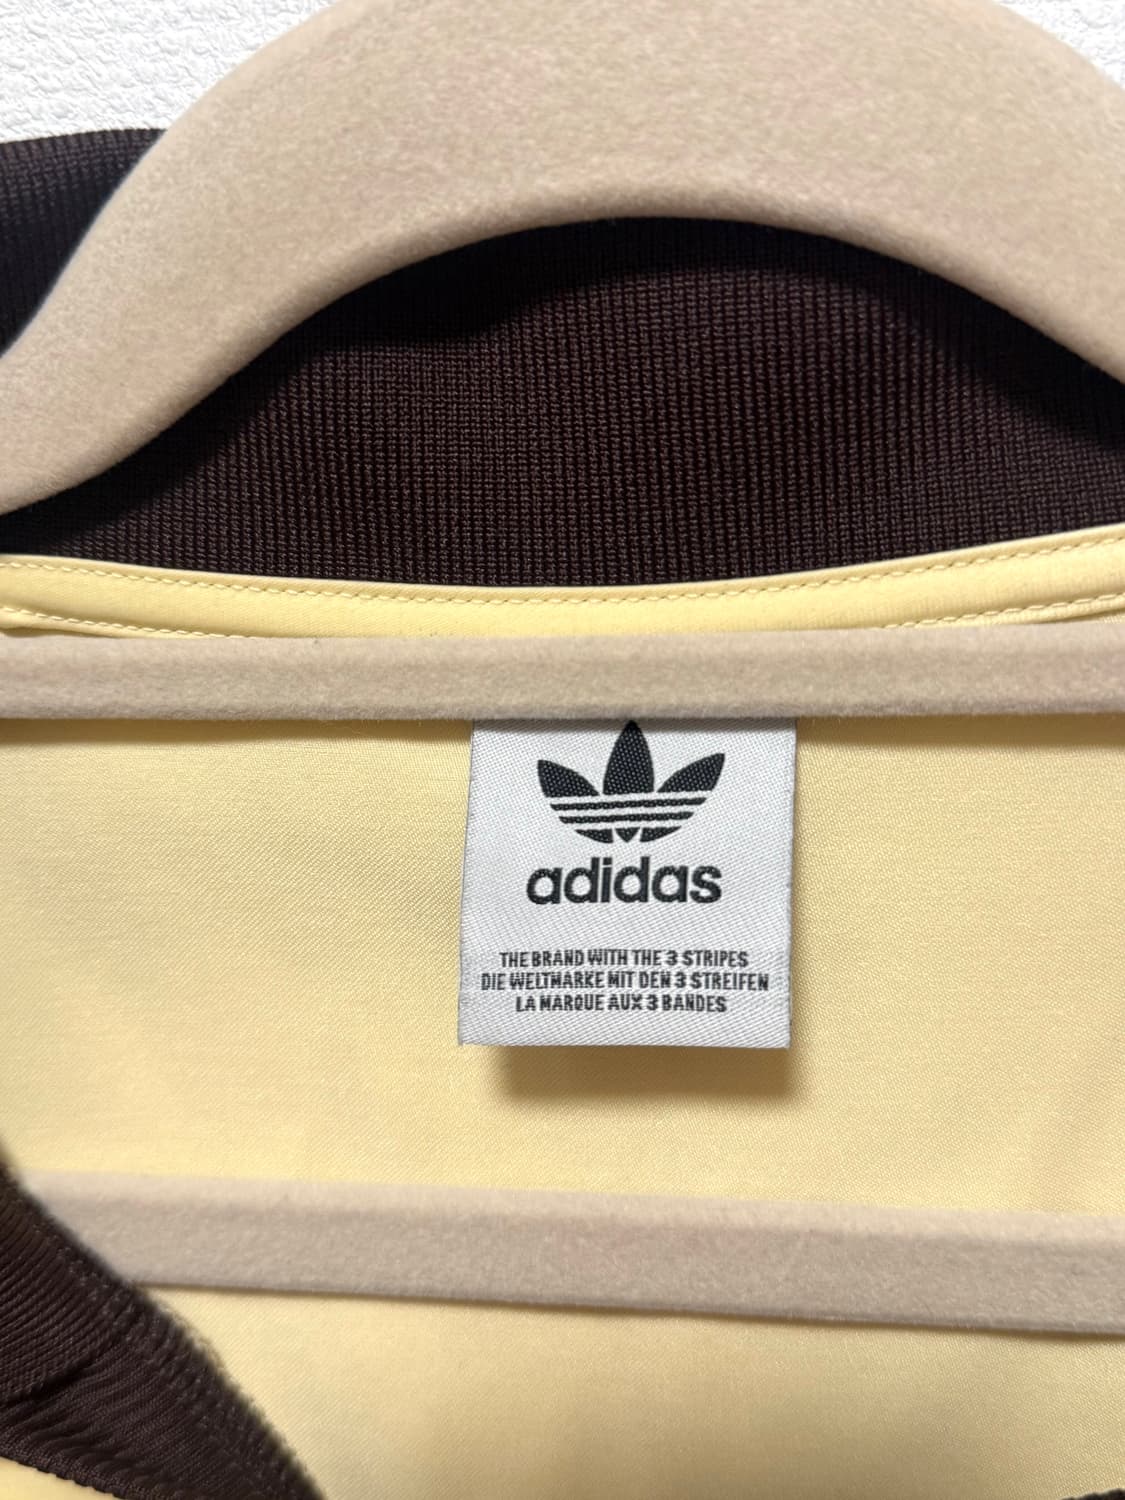 adidas
THE BRAND WITH THE 3 STRIPES
DIE WELTMARKE MIT DEN 3 STREIFEN
LA MARQUE AUX 3 BANDES